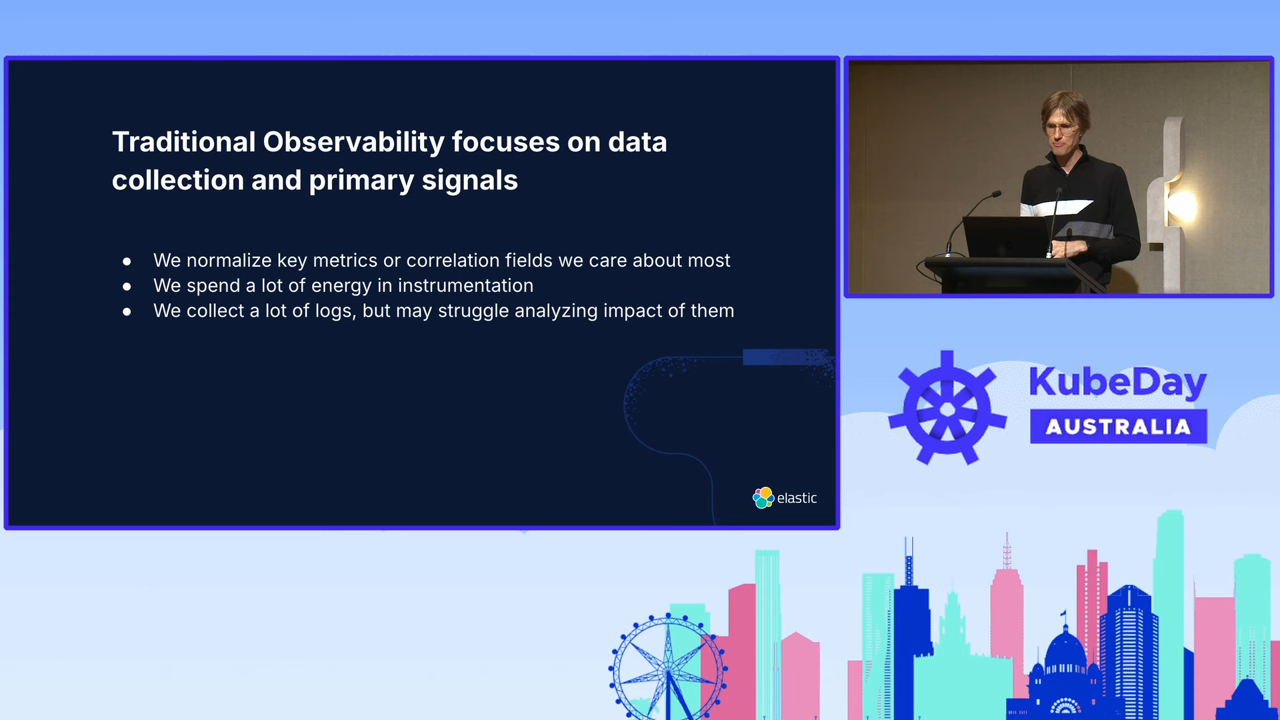 Traditional Observability focuses on data
collection and primary signals
● We normalize key metrics or correlation fields we care about most
● We spend a lot of energy in instrumentation
● We collect a lot of logs, but may struggle analyzing impact of them
elastic
KubeDay
AUSTRALIA